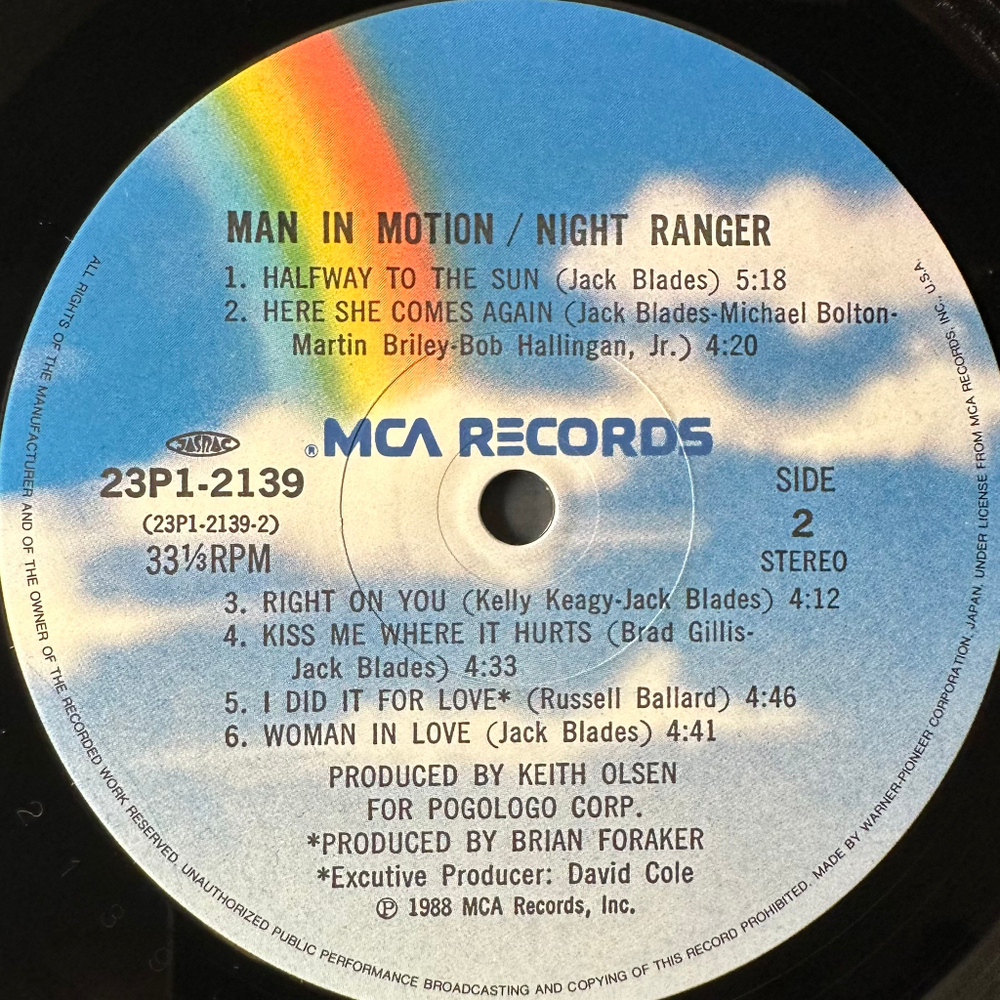 MAN IN MOTION / NIGHT RANGER
1. HALFWAY TO THE SUN (Jack Blades) 5:18
2. HERE SHE COMES AGAIN (Jack Blades-Michael Bolton-
Martin Briley-Bob Hallingan, Jr.) 4:20
JASRAC
®MCA RECORDS
23P1-2139
(23P1-2139-2)
33⅓RPM
SIDE
2
STEREO
3. RIGHT ON YOU (Kelly Keagy-Jack Blades) 4:12
4. KISS ME WHERE IT HURTS (Brad Gillis-
Jack Blades) 4:33
5. I DID IT FOR LOVE* (Russell Ballard) 4:46
6. WOMAN IN LOVE (Jack Blades) 4:41
PRODUCED BY KEITH OLSEN
FOR POGOLOGO CORP.
*PRODUCED BY BRIAN FORAKER
*Excutive Producer: David Cole
℗ 1988 MCA Records, Inc.
ALL RIGHTS OF THE MANUFACTURER AND OF THE OWNER OF THE RECORDED WORK RESERVED. UNAUTHORIZED PUBLIC PERFORMANCE BROADCASTING AND COPYING OF THIS RECORD PROHIBITED. MADE BY WARNER-PIONEER CORPORATION, JAPAN. UNDER LICENSE FROM MCA RECORDS INC., U.S.A.